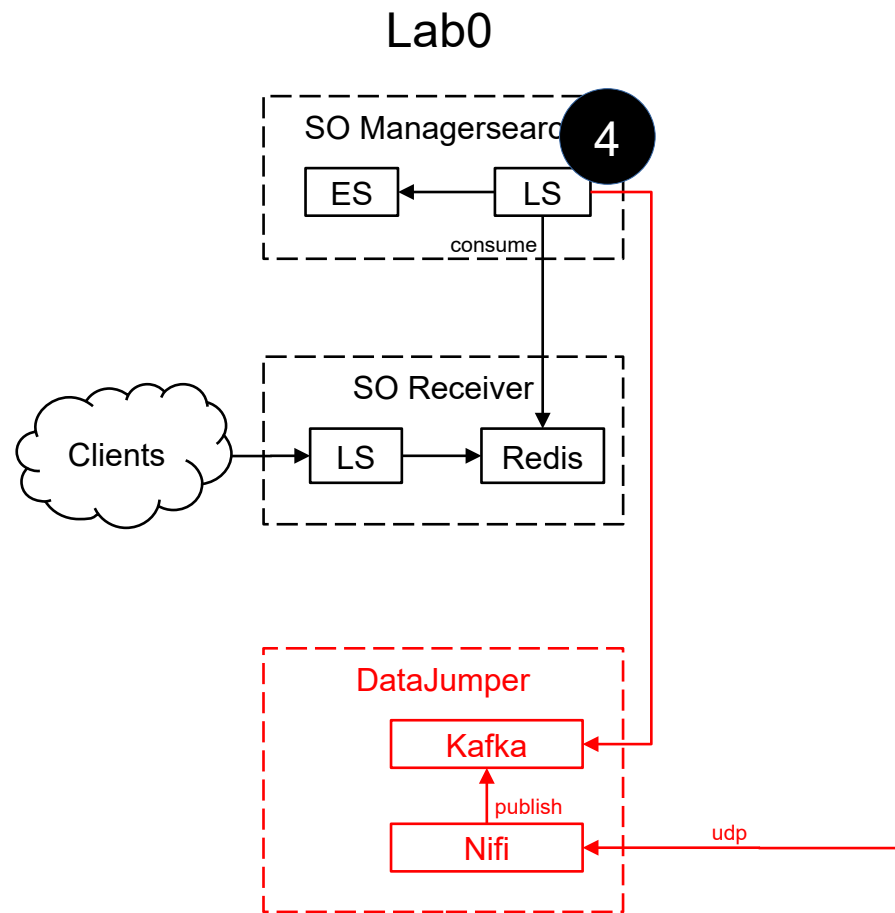 Lab0
SO Managersearc
4
ES
LS
consume
SO Receiver
Clients
LS
Redis
DataJumper
Kafka
publish
Nifi
udp